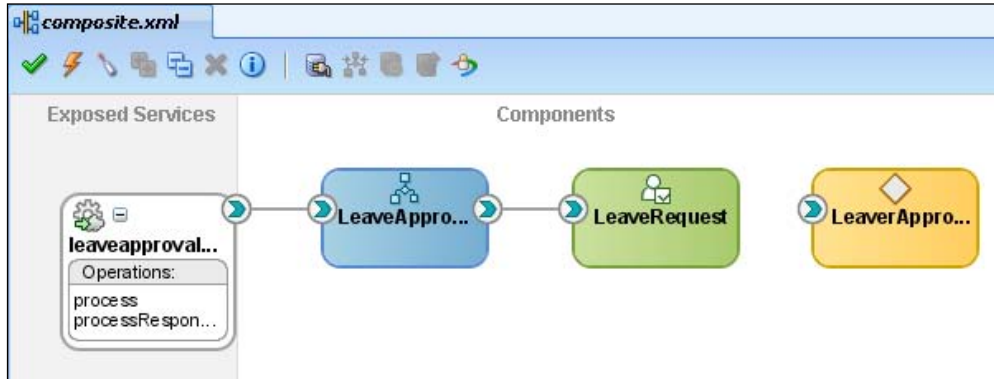 composite.xml
Exposed Services
Components
leaveapproval...
Operations:
process
processRespon...
LeaveAppro...
LeaveRequest
LeaverAppro...